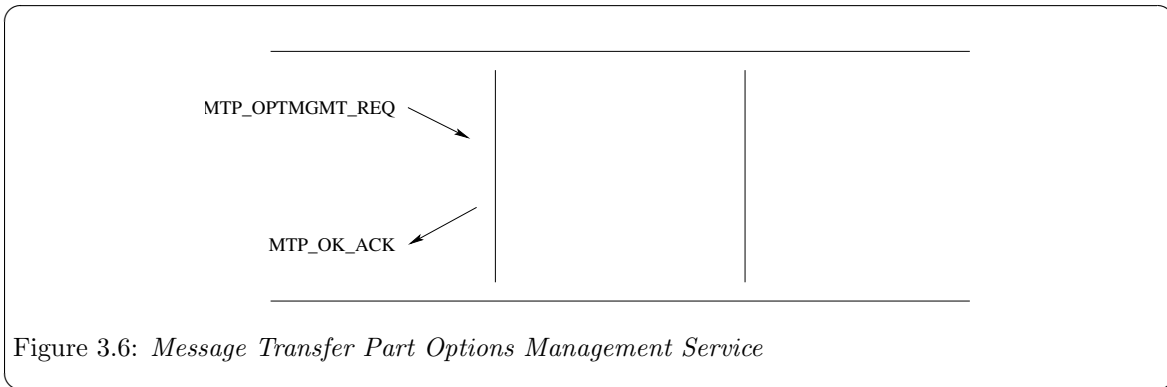 MTP_OPTMGMT_REQ
MTP_OK_ACK
Figure 3.6: Message Transfer Part Options Management Service